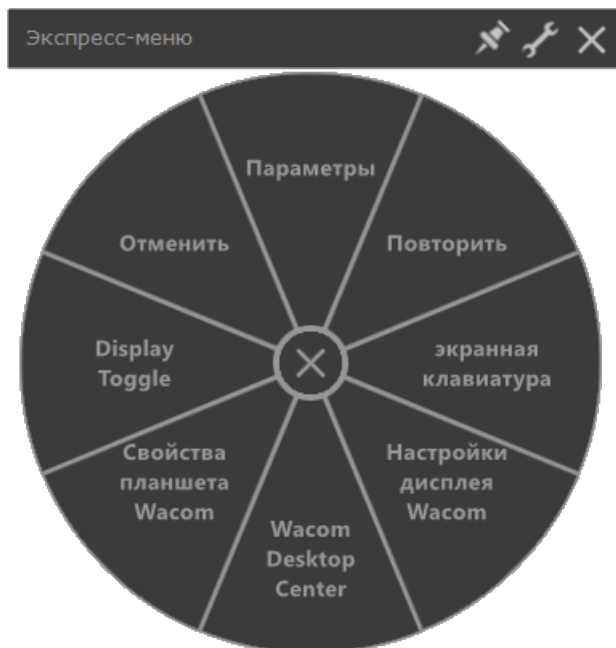 Экспресс-меню
Параметры
Отменить
Повторить
Display
Toggle
экранная
клавиатура
Свойства
планшета
Wacom
Настройки
дисплея
Wacom
Wacom
Desktop
Center